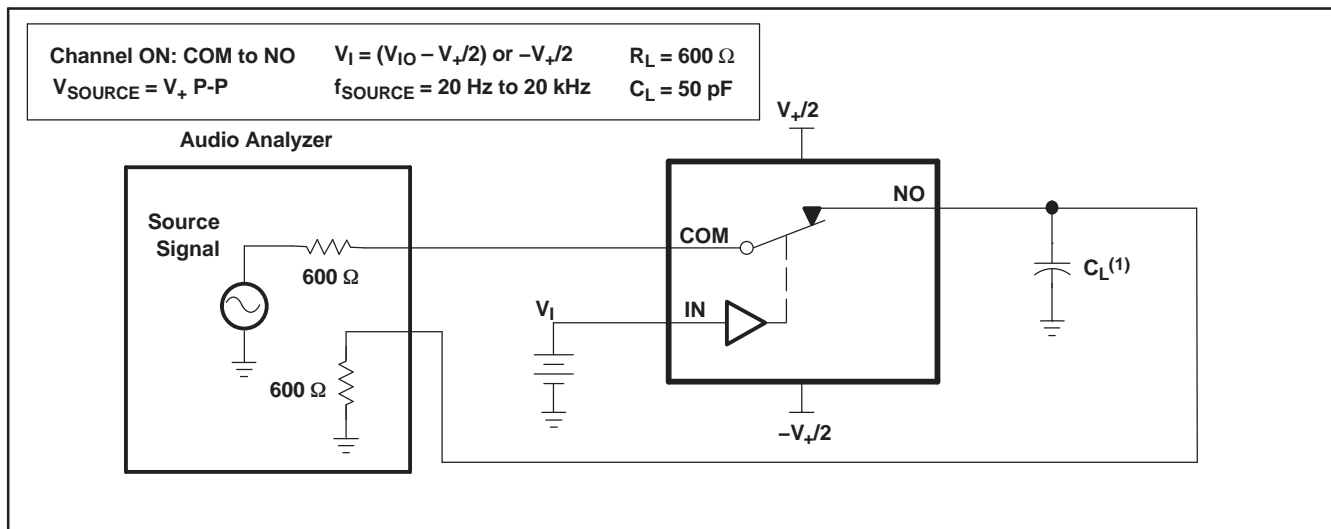 Channel ON: COM to NO V_I = (V_IO – V_+/2) or –V_+/2 R_L = 600 Ω
V_SOURCE = V_+ P-P f_SOURCE = 20 Hz to 20 kHz C_L = 50 pF
Audio Analyzer
V_+/2
Source
Signal
NO
COM
600 Ω
C_L^(1)
V_I
IN
600 Ω
–V_+/2